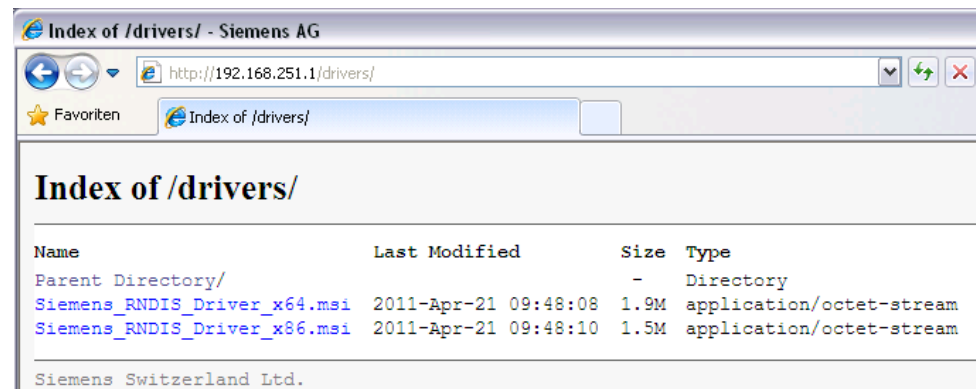 Index of /drivers/ - Siemens AG
http://192.168.251.1/drivers/
Favoriten
Index of /drivers/
Index of /drivers/
Name Last Modified Size Type
Parent Directory/ - Directory
Siemens_RNDIS_Driver_x64.msi 2011-Apr-21 09:48:08 1.9M application/octet-stream
Siemens_RNDIS_Driver_x86.msi 2011-Apr-21 09:48:10 1.5M application/octet-stream
Siemens Switzerland Ltd.